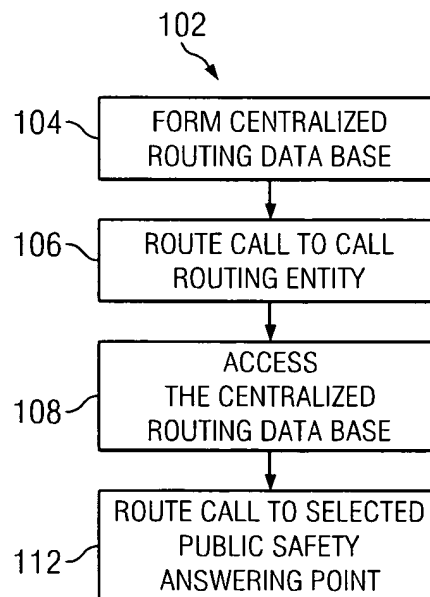 102
104
FORM CENTRALIZED
ROUTING DATA BASE
106
ROUTE CALL TO CALL
ROUTING ENTITY
108
ACCESS
THE CENTRALIZED
ROUTING DATA BASE
112
ROUTE CALL TO SELECTED
PUBLIC SAFETY
ANSWERING POINT